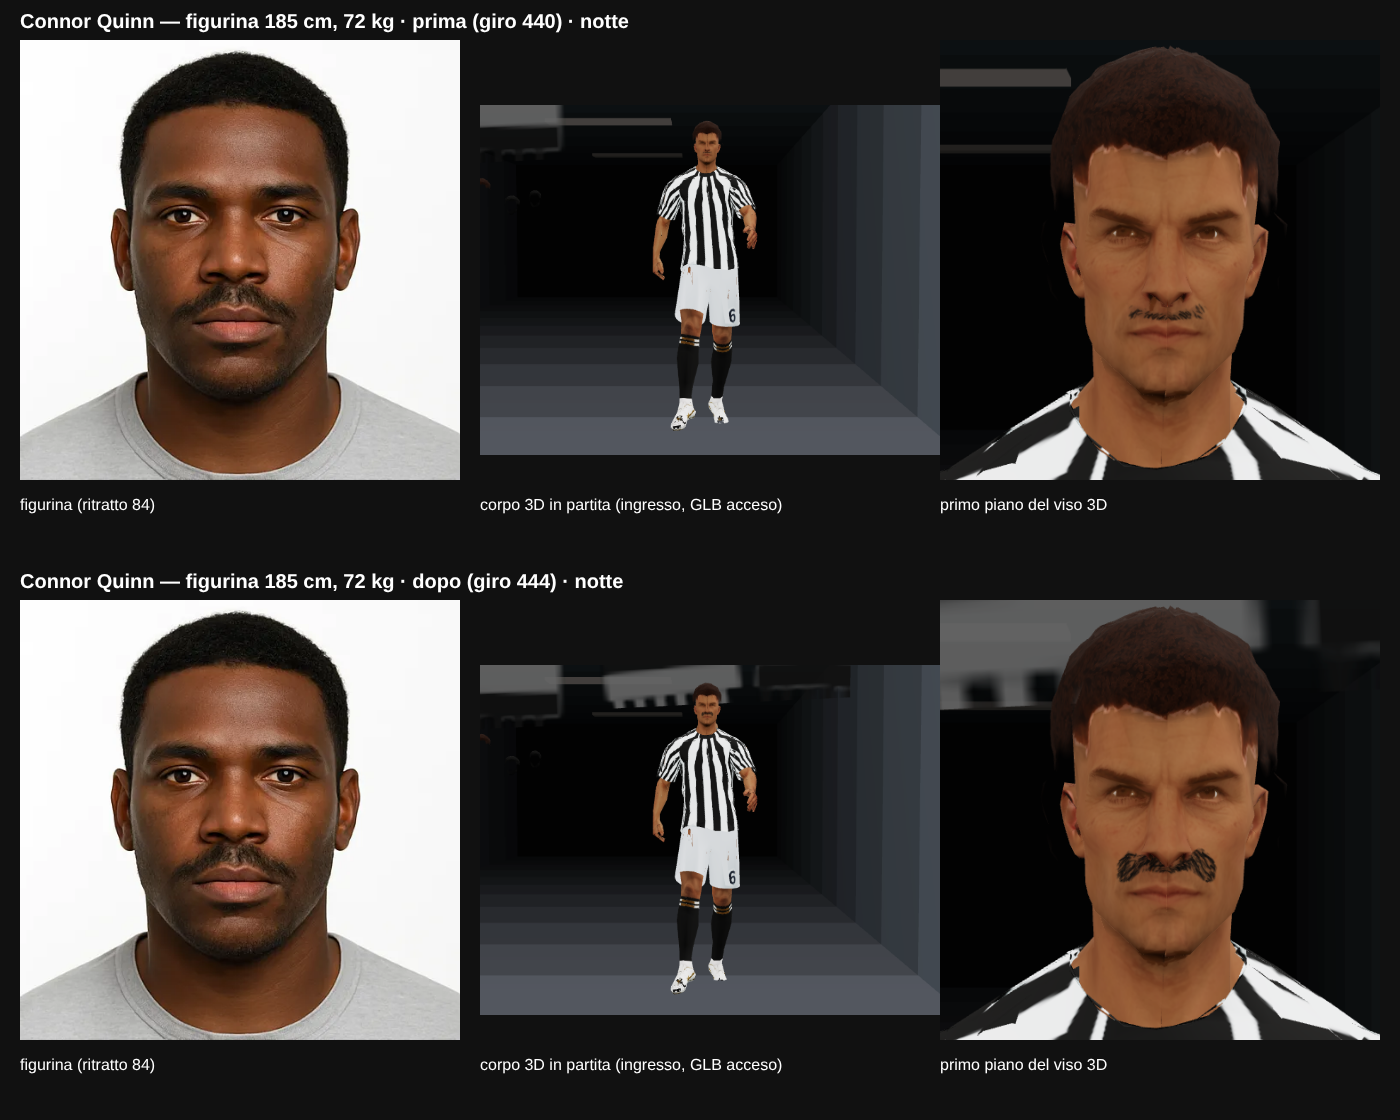 Connor Quinn — figurina 185 cm, 72 kg · prima (giro 440) · notte
6
figurina (ritratto 84)
corpo 3D in partita (ingresso, GLB acceso)
primo piano del viso 3D
Connor Quinn — figurina 185 cm, 72 kg · dopo (giro 444) · notte
6
figurina (ritratto 84)
corpo 3D in partita (ingresso, GLB acceso)
primo piano del viso 3D